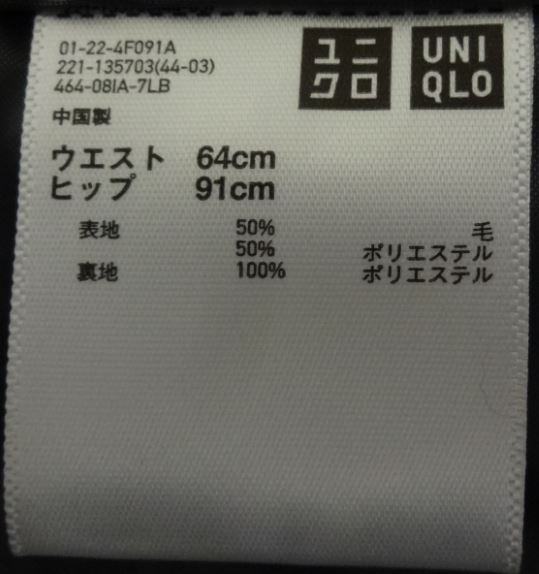 01-22-4F091A
221-135703(44-03)
464-08IA-7LB
中国製
ユニ
クロ
UNI
QLO
ウエスト 64cm
ヒップ 91cm
表地 50% 毛
50% ポリエステル
裏地 100% ポリエステル